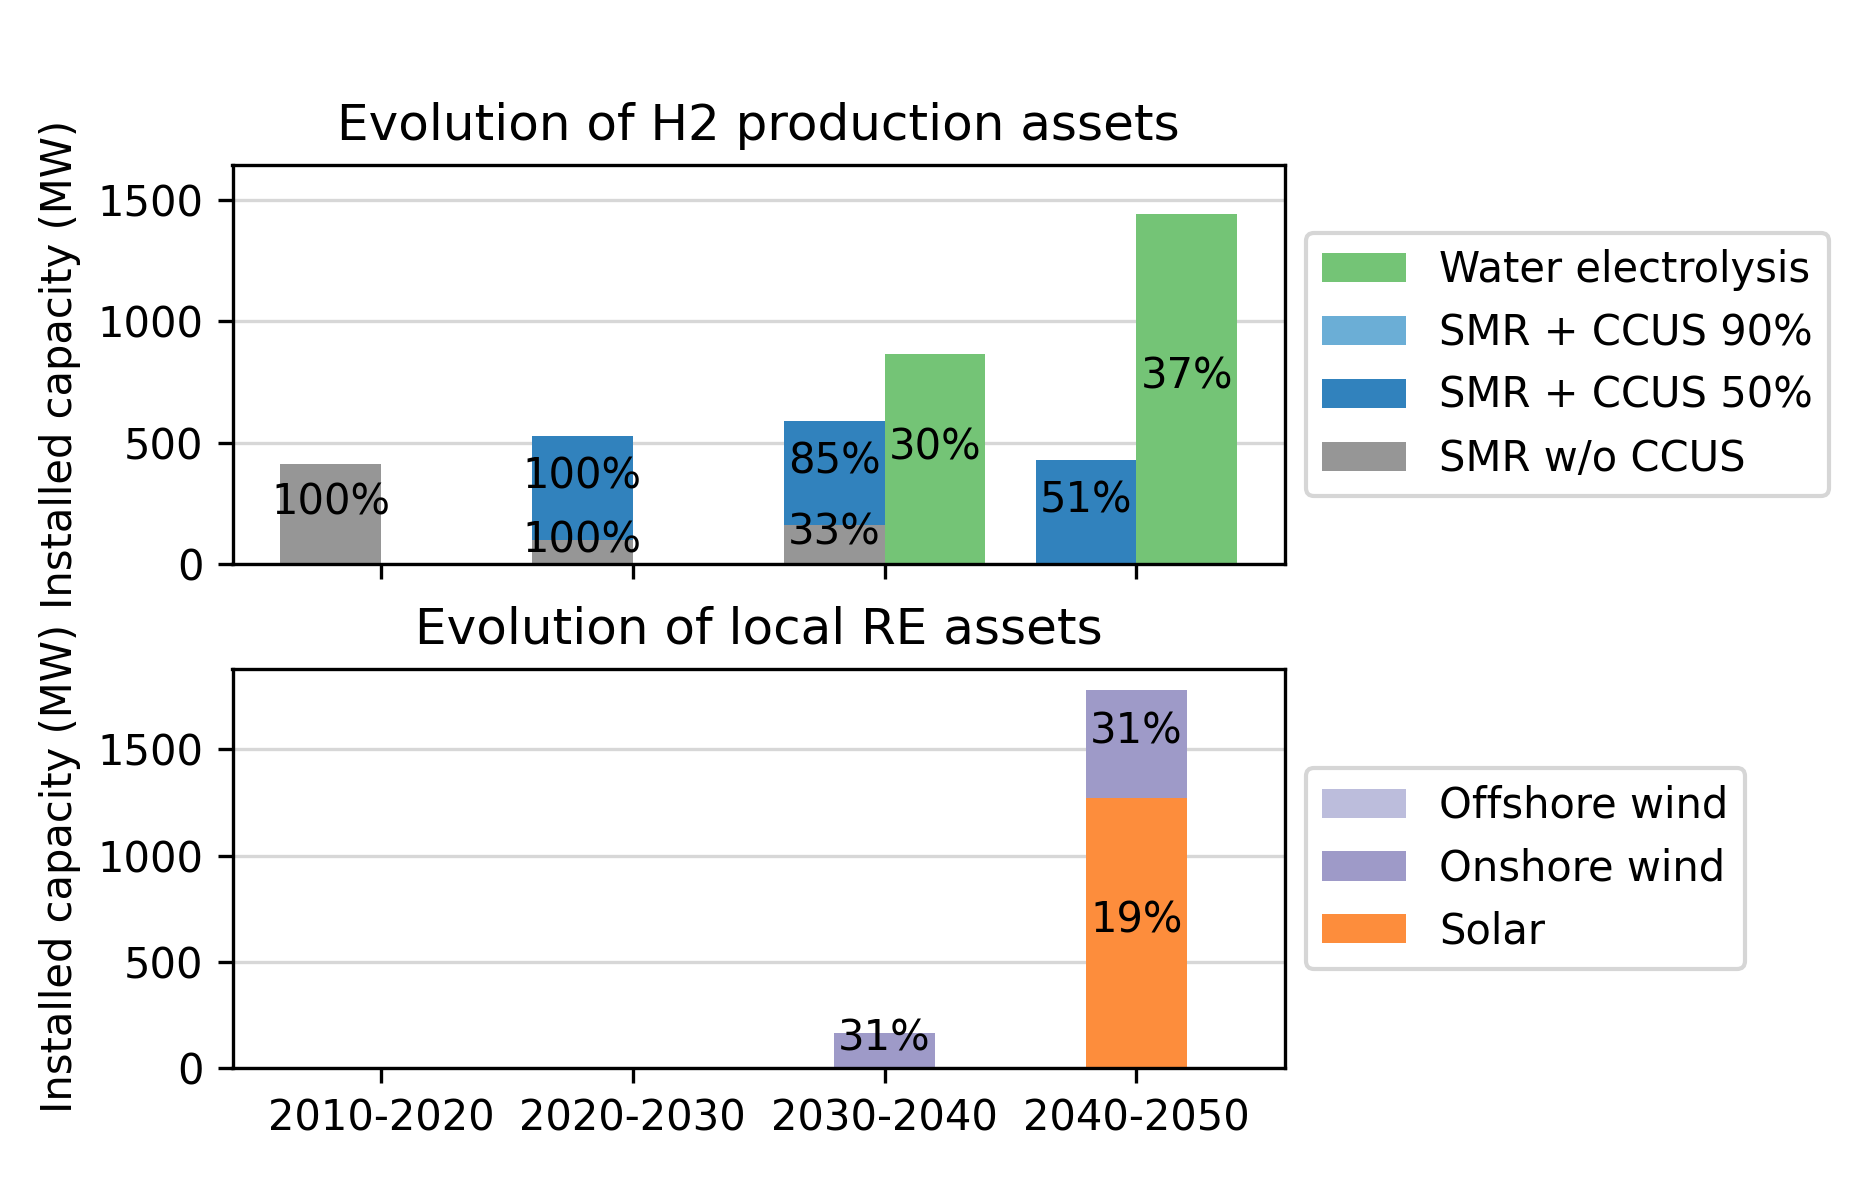 Evolution of H2 production assets
Installed capacity (MW)
1500
1000
500
0
100%
100%
100%
85%
33%
30%
51%
37%
Water electrolysis
SMR + CCUS 90%
SMR + CCUS 50%
SMR w/o CCUS
Evolution of local RE assets
Installed capacity (MW)
1500
1000
500
0
31%
31%
19%
2010-2020 2020-2030 2030-2040 2040-2050
Offshore wind
Onshore wind
Solar